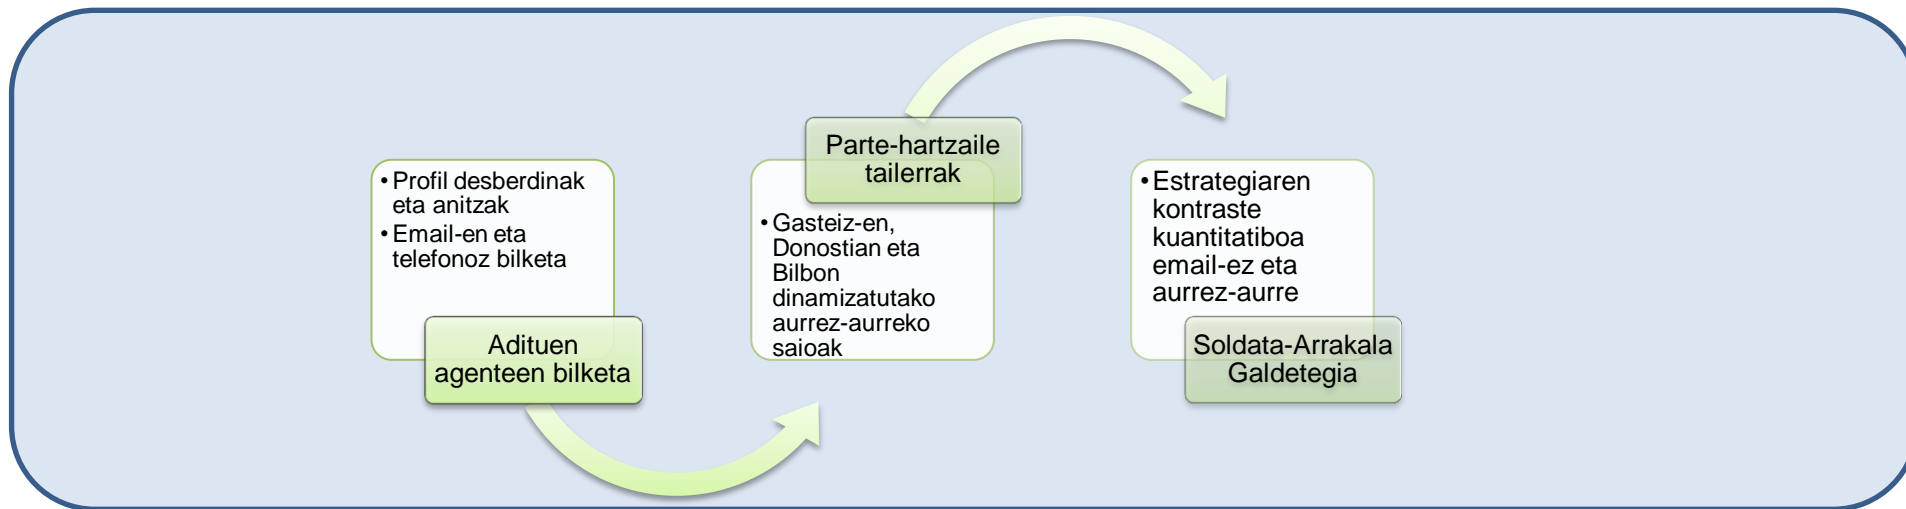 • Profil desberdinak
eta anitzak
• Email-en eta
telefonoz bilketa
Adituen
agenteen bilketa
Parte-hartzaile
tailerrak
• Gasteiz-en,
Donostian eta
Bilbon
dinamizatutako
aurrez-aurreko
saioak
• Estrategiaren
kontraste
kuantitatiboa
email-ez eta
aurrez-aurre
Soldata-Arrakala
Galdetegia